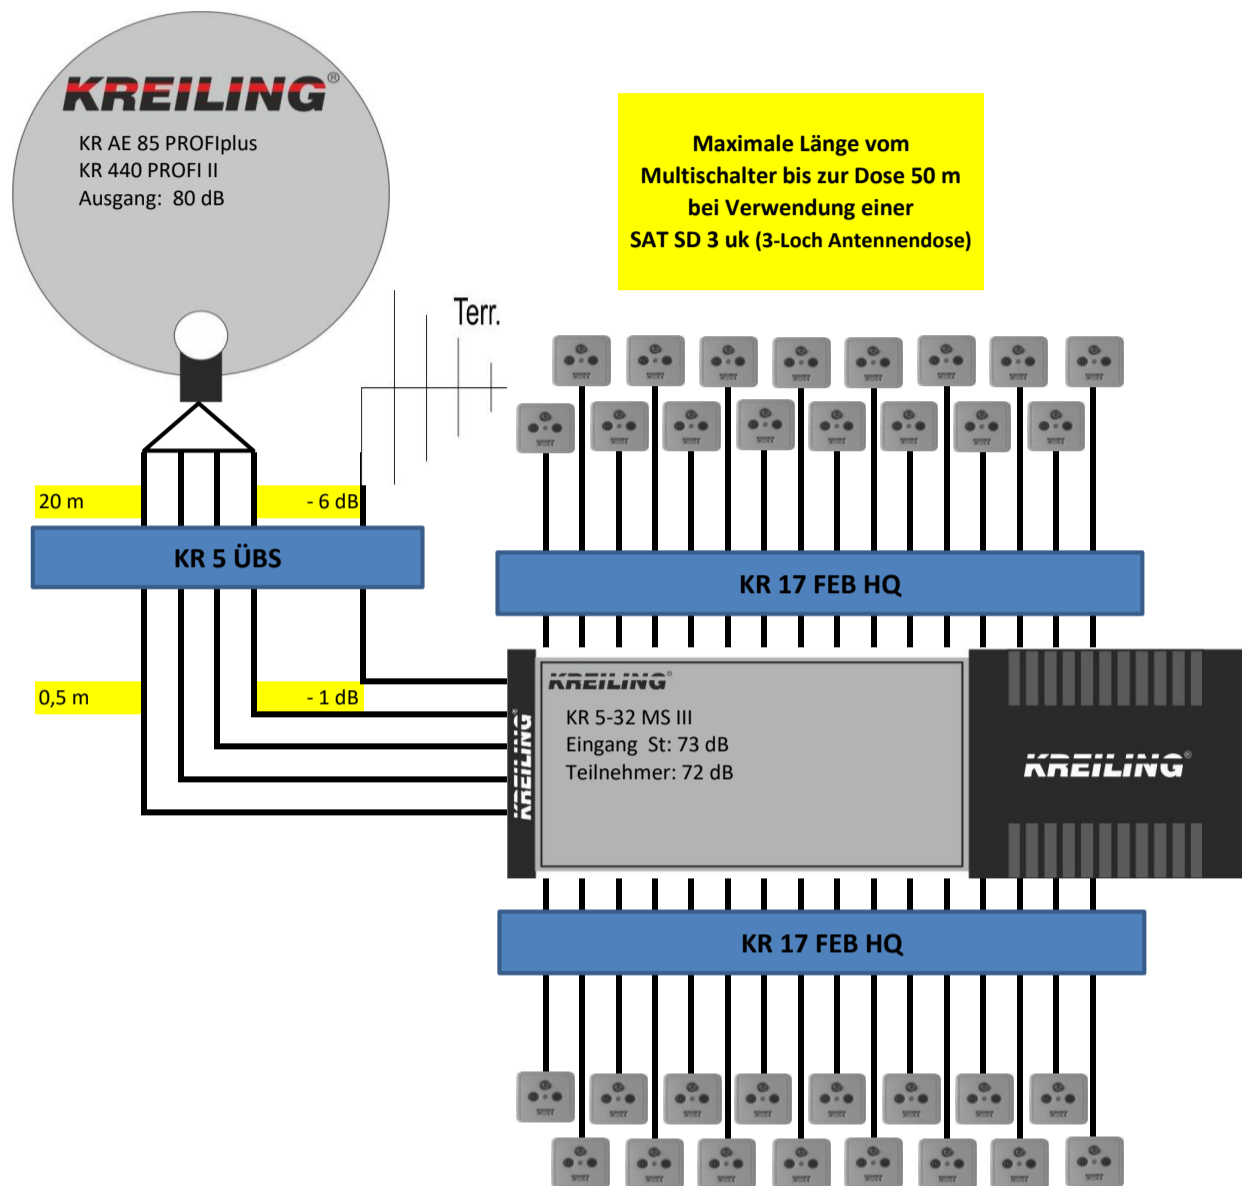 KREILING®
KR AE 85 PROFIplus
KR 440 PROFI II
Ausgang: 80 dB
Maximale Länge vom
Multischalter bis zur Dose 50 m
bei Verwendung einer
SAT SD 3 uk (3-Loch Antennendose)
Terr.
20 m
- 6 dB
KR 5 ÜBS
KR 17 FEB HQ
0,5 m
- 1 dB
KREILING
KREILING®
KR 5-32 MS III
Eingang St: 73 dB
Teilnehmer: 72 dB
KREILING®
KR 17 FEB HQ